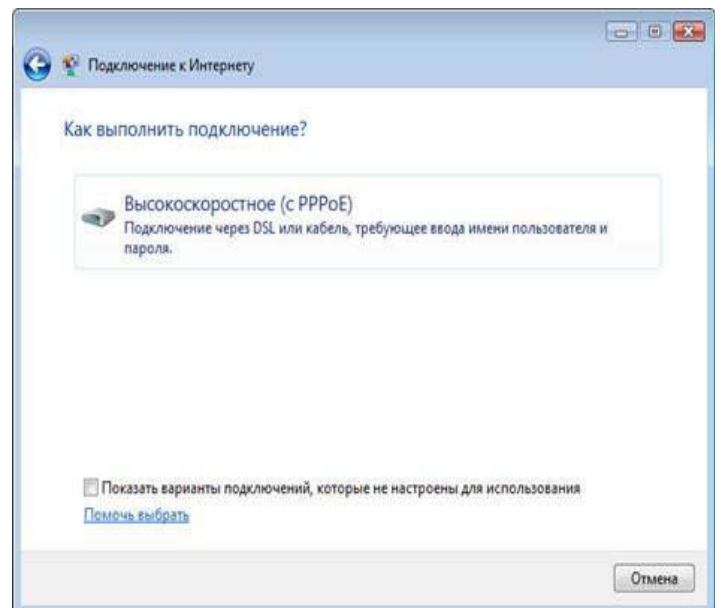 Подключение к Интернету
Как выполнить подключение?
Высокоскоростное (с PPPoE)
Подключение через DSL или кабель, требующее ввода имени пользователя и
пароля.
Показать варианты подключений, которые не настроены для использования
Помочь выбрать
Отмена